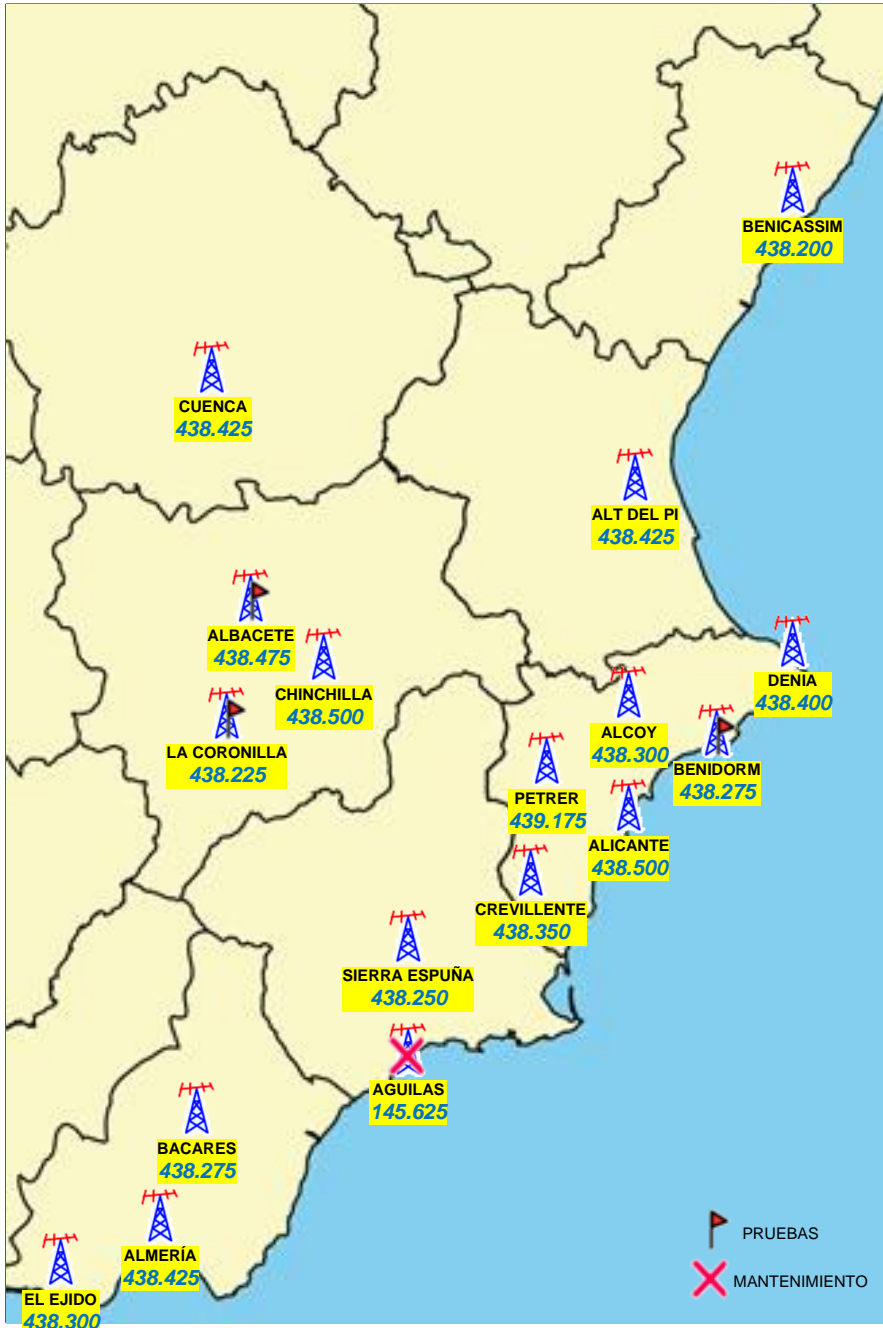 BENICASSIM
438.200
CUENCA
438.425
ALT DEL PI
438.425
ALBACETE
438.475
CHINCHILLA
438.500
LA CORONILLA
438.225
DENIA
438.400
ALCOY
438.300
BENIDORM
438.275
PETRER
439.175
ALICANTE
438.500
CREVILLENTE
438.350
SIERRA ESPUÑA
438.250
AGUILAS
145.625
BACARES
438.275
ALMERÍA
438.425
EL EJIDO
438.300
PRUEBAS
MANTENIMIENTO